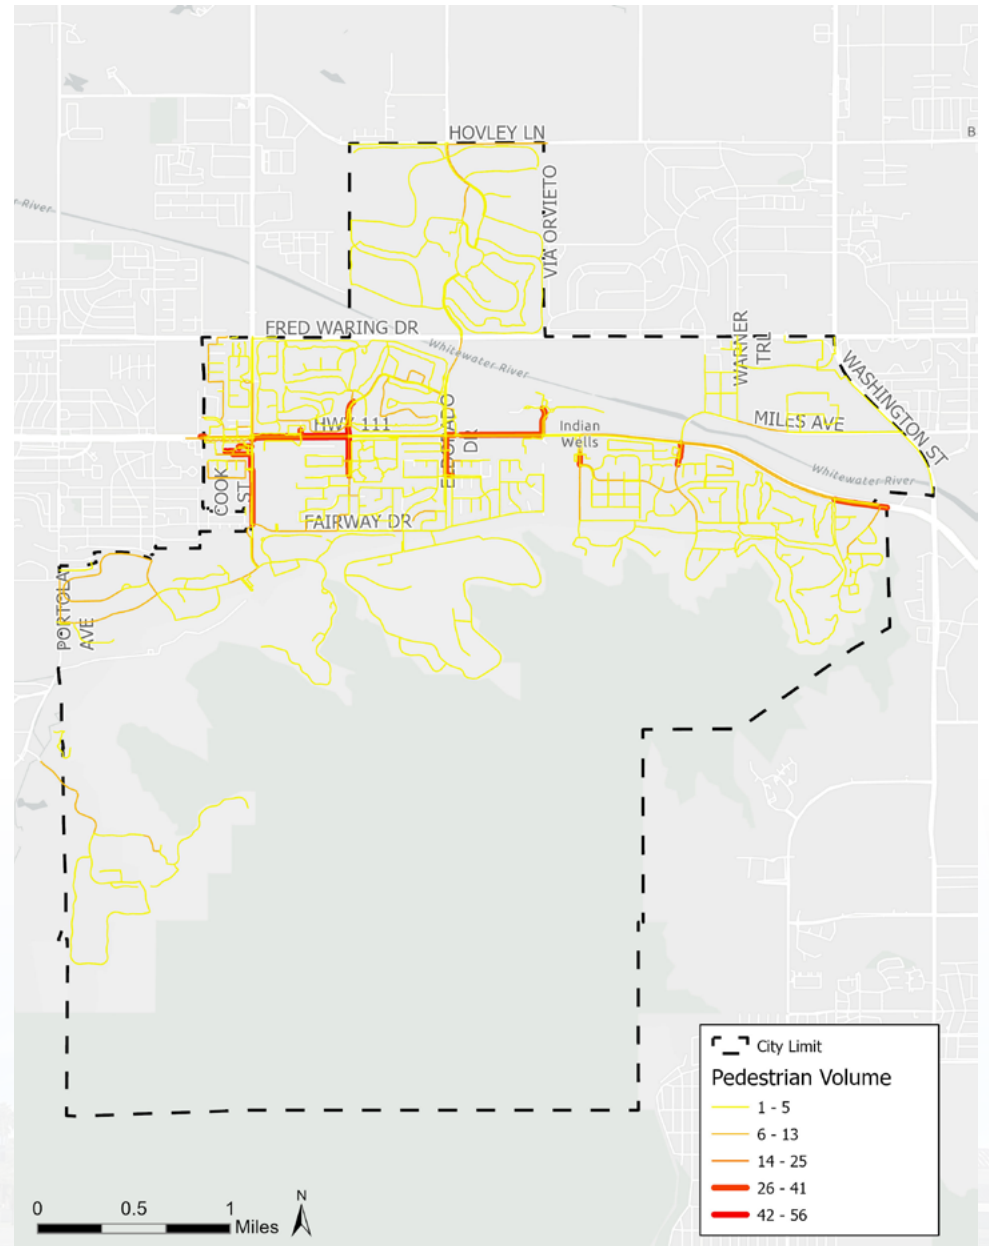 HOVLEY LN
B
er River
VIA ORVIETO
FRED WARING DR
Whitewater River
WARNER
TRL
WASHINGTON ST
HWY 111
ELDORADO
DR
MILES AVE
Indian
Wells
Whitewater River
COOK
ST
FAIRWAY DR
PORTOLA
AVE
City Limit
Pedestrian Volume
1 - 5
6 - 13
14 - 25
26 - 41
42 - 56
0 0.5 1
Miles
N